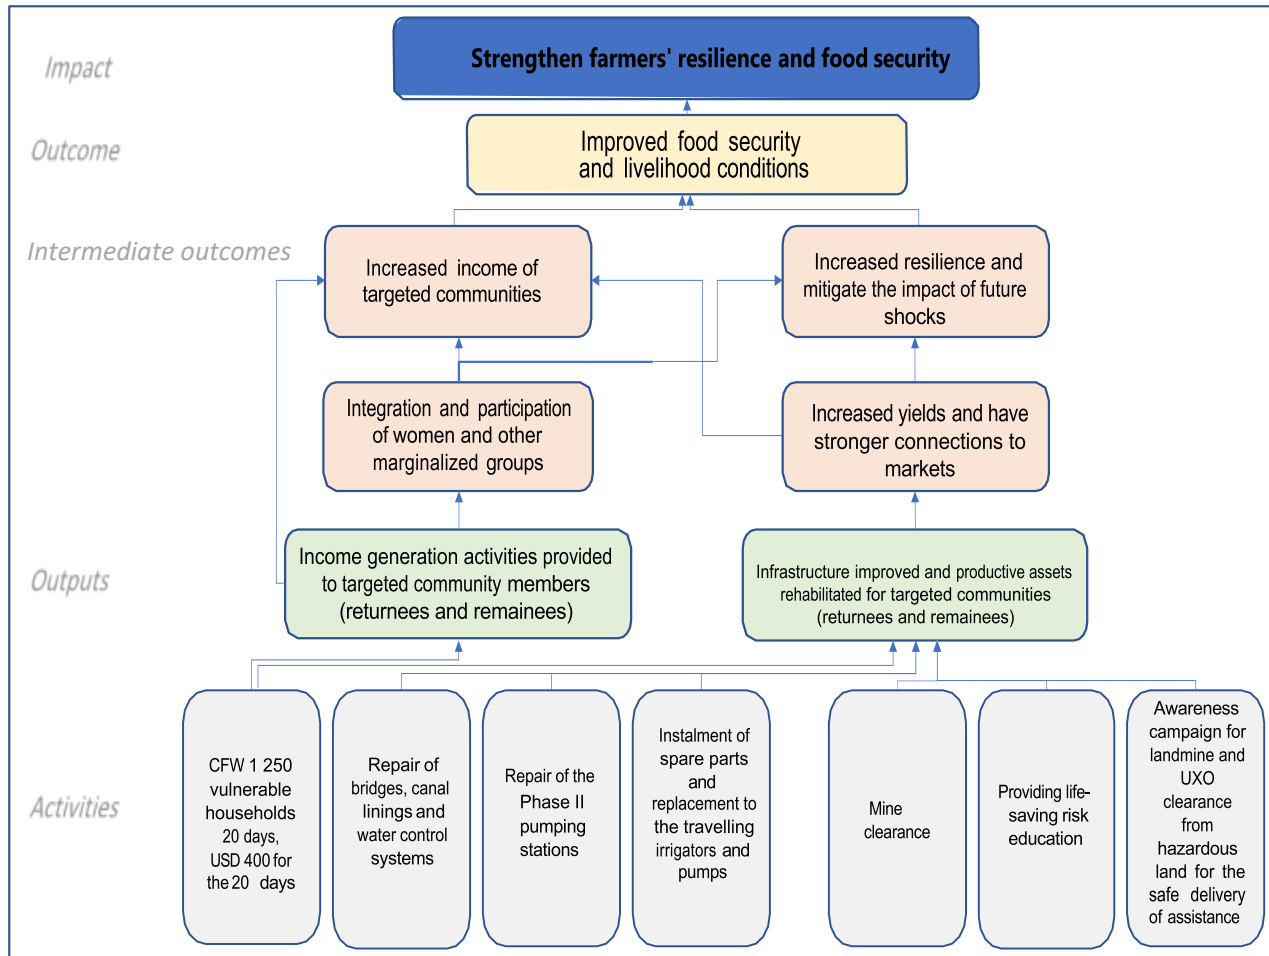 Impact
Strengthen farmers' resilience and food security
Outcome
Improved food security
and livelihood conditions
Intermediate outcomes
Increased income of
targeted communities
Increased resilience and
mitigate the impact of future
shocks
Integration and participation
of women and other
marginalized groups
Increased yields and have
stronger connections to
markets
Outputs
Income generation activities provided
to targeted community members
(returnees and remainees)
Infrastructure improved and productive assets
rehabilitated for targeted communities
(returnees and remainees)
Activities
CFW 1 250
vulnerable
households
20 days,
USD 400 for
the 20 days
Repair of
bridges, canal
linings and
water control
systems
Repair of the
Phase II
pumping
stations
Instalment of
spare parts
and
replacement to
the travelling
irrigators and
pumps
Mine
clearance
Providing life-
saving risk
education
Awareness
campaign for
landmine and
UXO
clearance
from
hazardous
land for the
safe delivery
of assistance